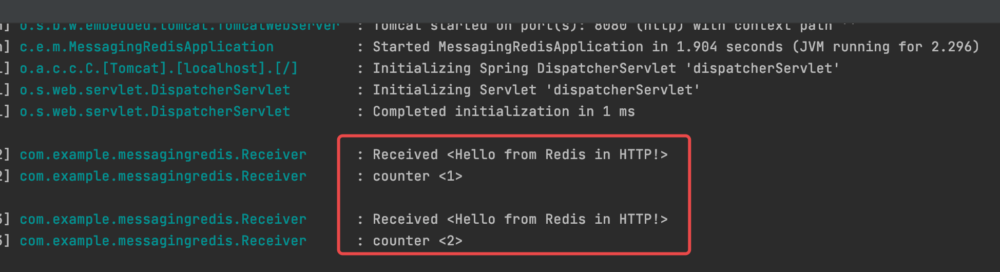 n] o.s.b.w.embedded.tomcat.TomcatWebServer : Tomcat started on port(s): 8080 (http) with context path ''
n] c.e.m.MessagingRedisApplication : Started MessagingRedisApplication in 1.904 seconds (JVM running for 2.296)
1] o.a.c.c.C.[Tomcat].[localhost].[/] : Initializing Spring DispatcherServlet 'dispatcherServlet'
1] o.s.web.servlet.DispatcherServlet : Initializing Servlet 'dispatcherServlet'
1] o.s.web.servlet.DispatcherServlet : Completed initialization in 1 ms
2] com.example.messagingredis.Receiver : Received <Hello from Redis in HTTP!>
2] com.example.messagingredis.Receiver : counter <1>
3] com.example.messagingredis.Receiver : Received <Hello from Redis in HTTP!>
3] com.example.messagingredis.Receiver : counter <2>